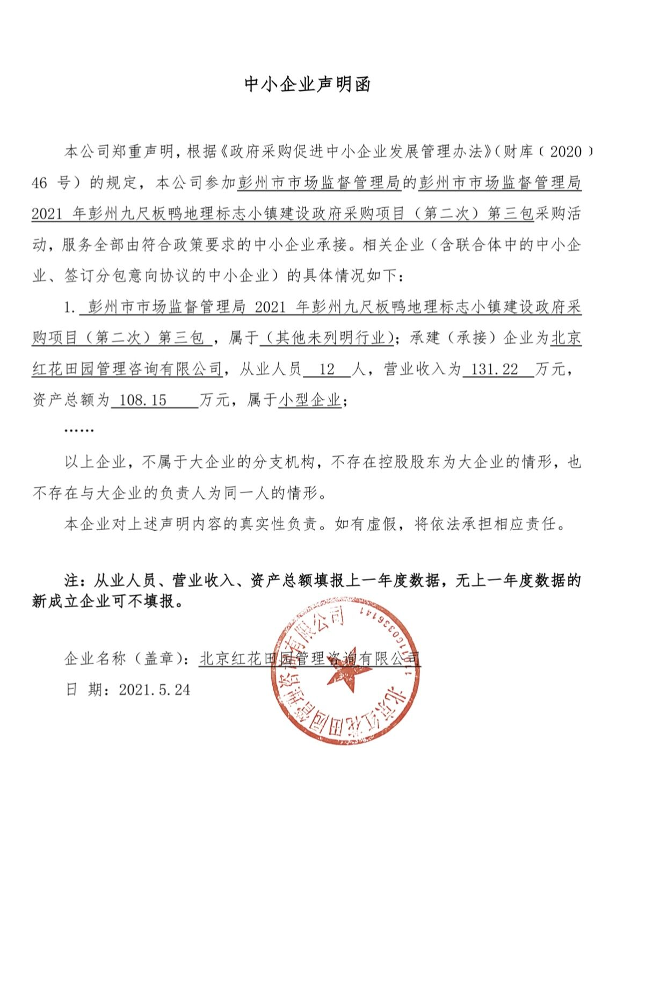 中小企业声明函
本公司郑重声明，根据《政府采购促进中小企业发展管理办法》（财库﹝2020﹞
46 号）的规定，本公司参加彭州市市场监督管理局的彭州市市场监督管理局
2021 年彭州九尺板鸭地理标志小镇建设政府采购项目（第二次）第三包采购活
动，服务全部由符合政策要求的中小企业承接。相关企业（含联合体中的中小企
业、签订分包意向协议的中小企业）的具体情况如下：
1. 彭州市市场监督管理局 2021 年彭州九尺板鸭地理标志小镇建设政府采
购项目（第二次）第三包 ，属于（其他未列明行业）；承建（承接）企业为北京
红花田园管理咨询有限公司，从业人员 12 人，营业收入为 131.22 万元，
资产总额为 108.15 万元，属于小型企业；
……
以上企业，不属于大企业的分支机构，不存在控股股东为大企业的情形，也
不存在与大企业的负责人为同一人的情形。
本企业对上述声明内容的真实性负责。如有虚假，将依法承担相应责任。
注：从业人员、营业收入、资产总额填报上一年度数据，无上一年度数据的
新成立企业可不填报。
企业名称（盖章）：北京红花田园管理咨询有限公司
日 期：2021.5.24
北京红花田园管理咨询有限公司